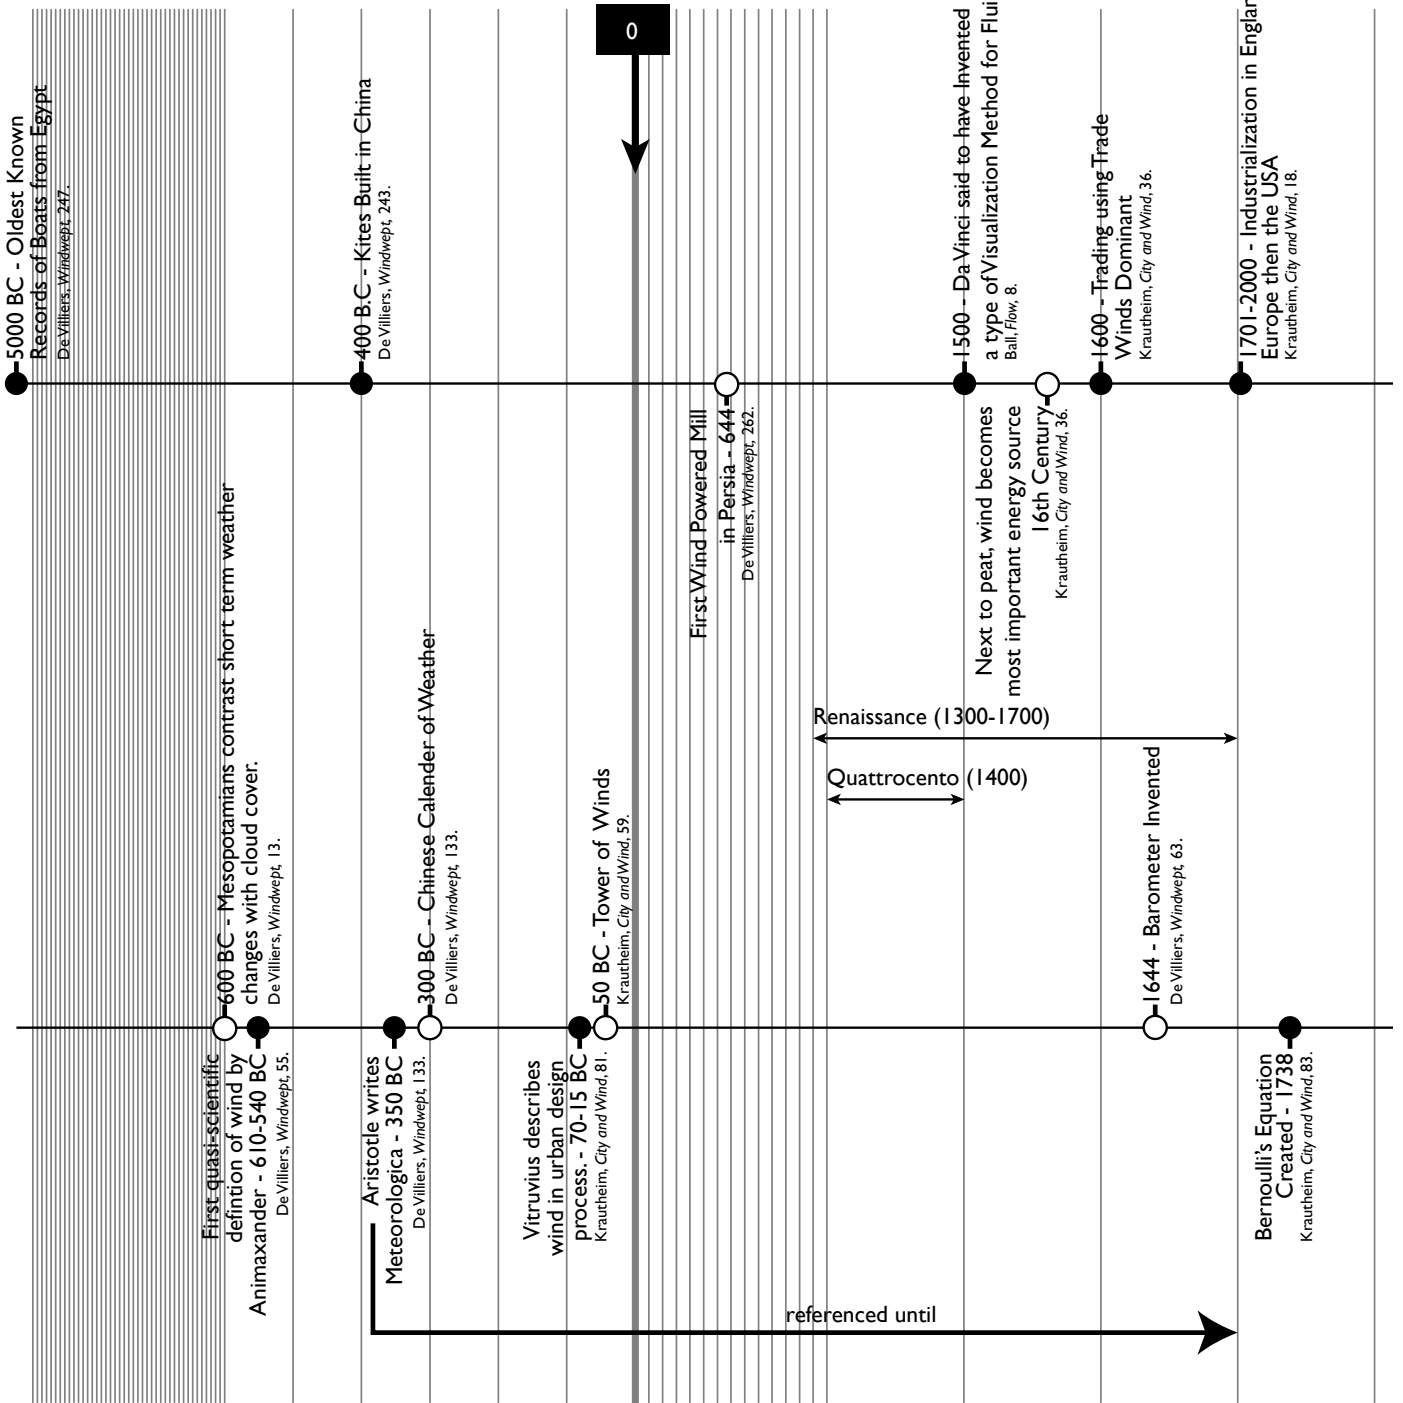 0
5000 BC - Oldest Known
Records of Boats from Egypt
De Villiers, Windwept, 247.
400 B.C - Kites Built in China
De Villiers, Windwept, 243.
1500 - Da Vinci said to have Invented
a type of Visualization Method for Flui
Ball, Flow, 8.
1600 - Trading using Trade
Winds Dominant
Krautheim, City and Wind, 36.
1701-2000 - Industrialization in Englan
Europe then the USA
Krautheim, City and Wind, 18.
First Wind Powered Mill
in Persia - 644
De Villiers, Windwept, 262.
Next to peat, wind becomes
most important energy source
16th Century
Krautheim, City and Wind, 36.
Renaissance (1300-1700)
Quattrocento (1400)
600 BC - Mesopotamians contrast short term weather
changes with cloud cover.
De Villiers, Windwept, 13.
300 BC - Chinese Calender of Weather
De Villiers, Windwept, 133.
50 BC - Tower of Winds
Krautheim, City and Wind, 59.
1644 - Barometer Invented
De Villiers, Windwept, 63.
First quasi-scientific
defintion of wind by
Animaxander - 610-540 BC
De Villiers, Windwept, 55.
Aristotle writes
Meteorologica - 350 BC
De Villiers, Windwept, 133.
Vitruvius describes
wind in urban design
process. - 70-15 BC
Krautheim, City and Wind, 81.
Bernoulli's Equation
Created - 1738
Krautheim, City and Wind, 83.
referenced until